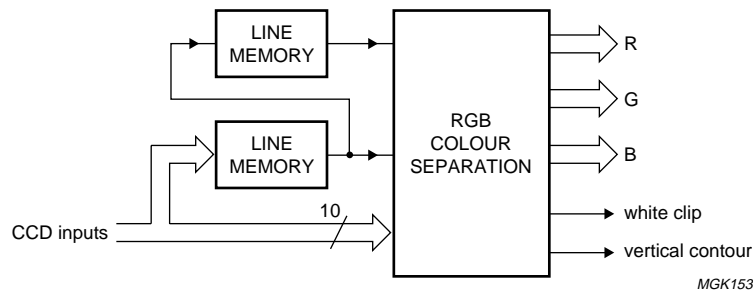 LINE
MEMORY
R
G
RGB
COLOUR
SEPARATION
LINE
MEMORY
B
10
white clip
CCD inputs
vertical contour
MGK153